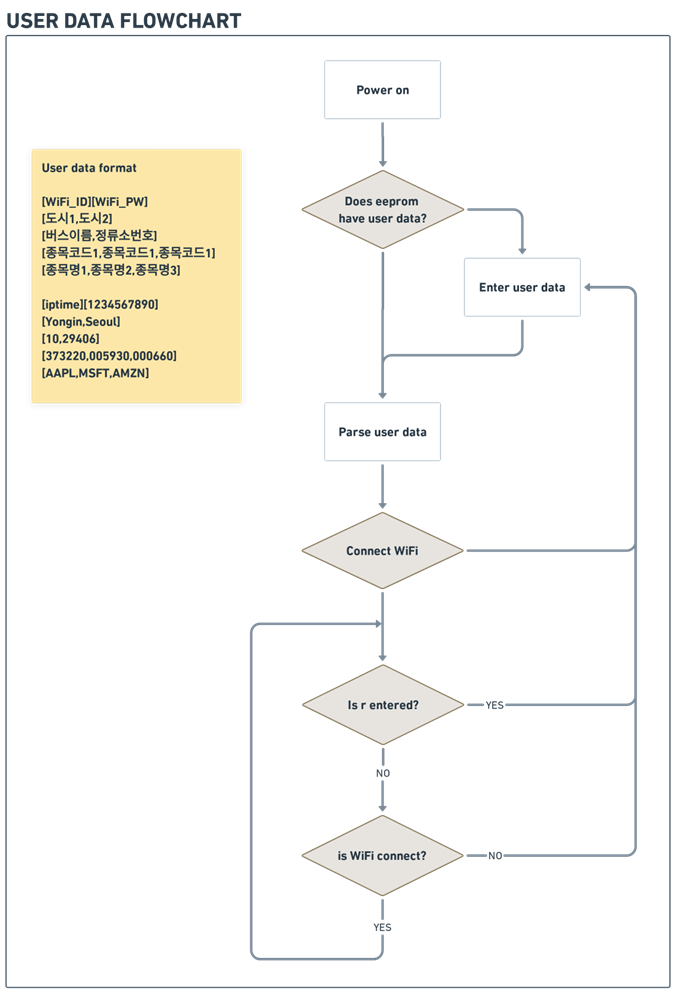 USER DATA FLOWCHART
Power on
User data format
[WiFi_ID][WiFi_PW]
[도시1,도시2]
[버스이름,정류소번호]
[종목코드1,종목코드1,종목코드1]
[종목명1,종목명2,종목명3]
[iptime][1234567890]
[Yongin,Seoul]
[10,29406]
[373220,005930,000660]
[AAPL,MSFT,AMZN]
Does eeprom
have user data?
Enter user data
Parse user data
Connect WiFi
Is r entered?
YES
NO
is WiFi connect?
NO
YES